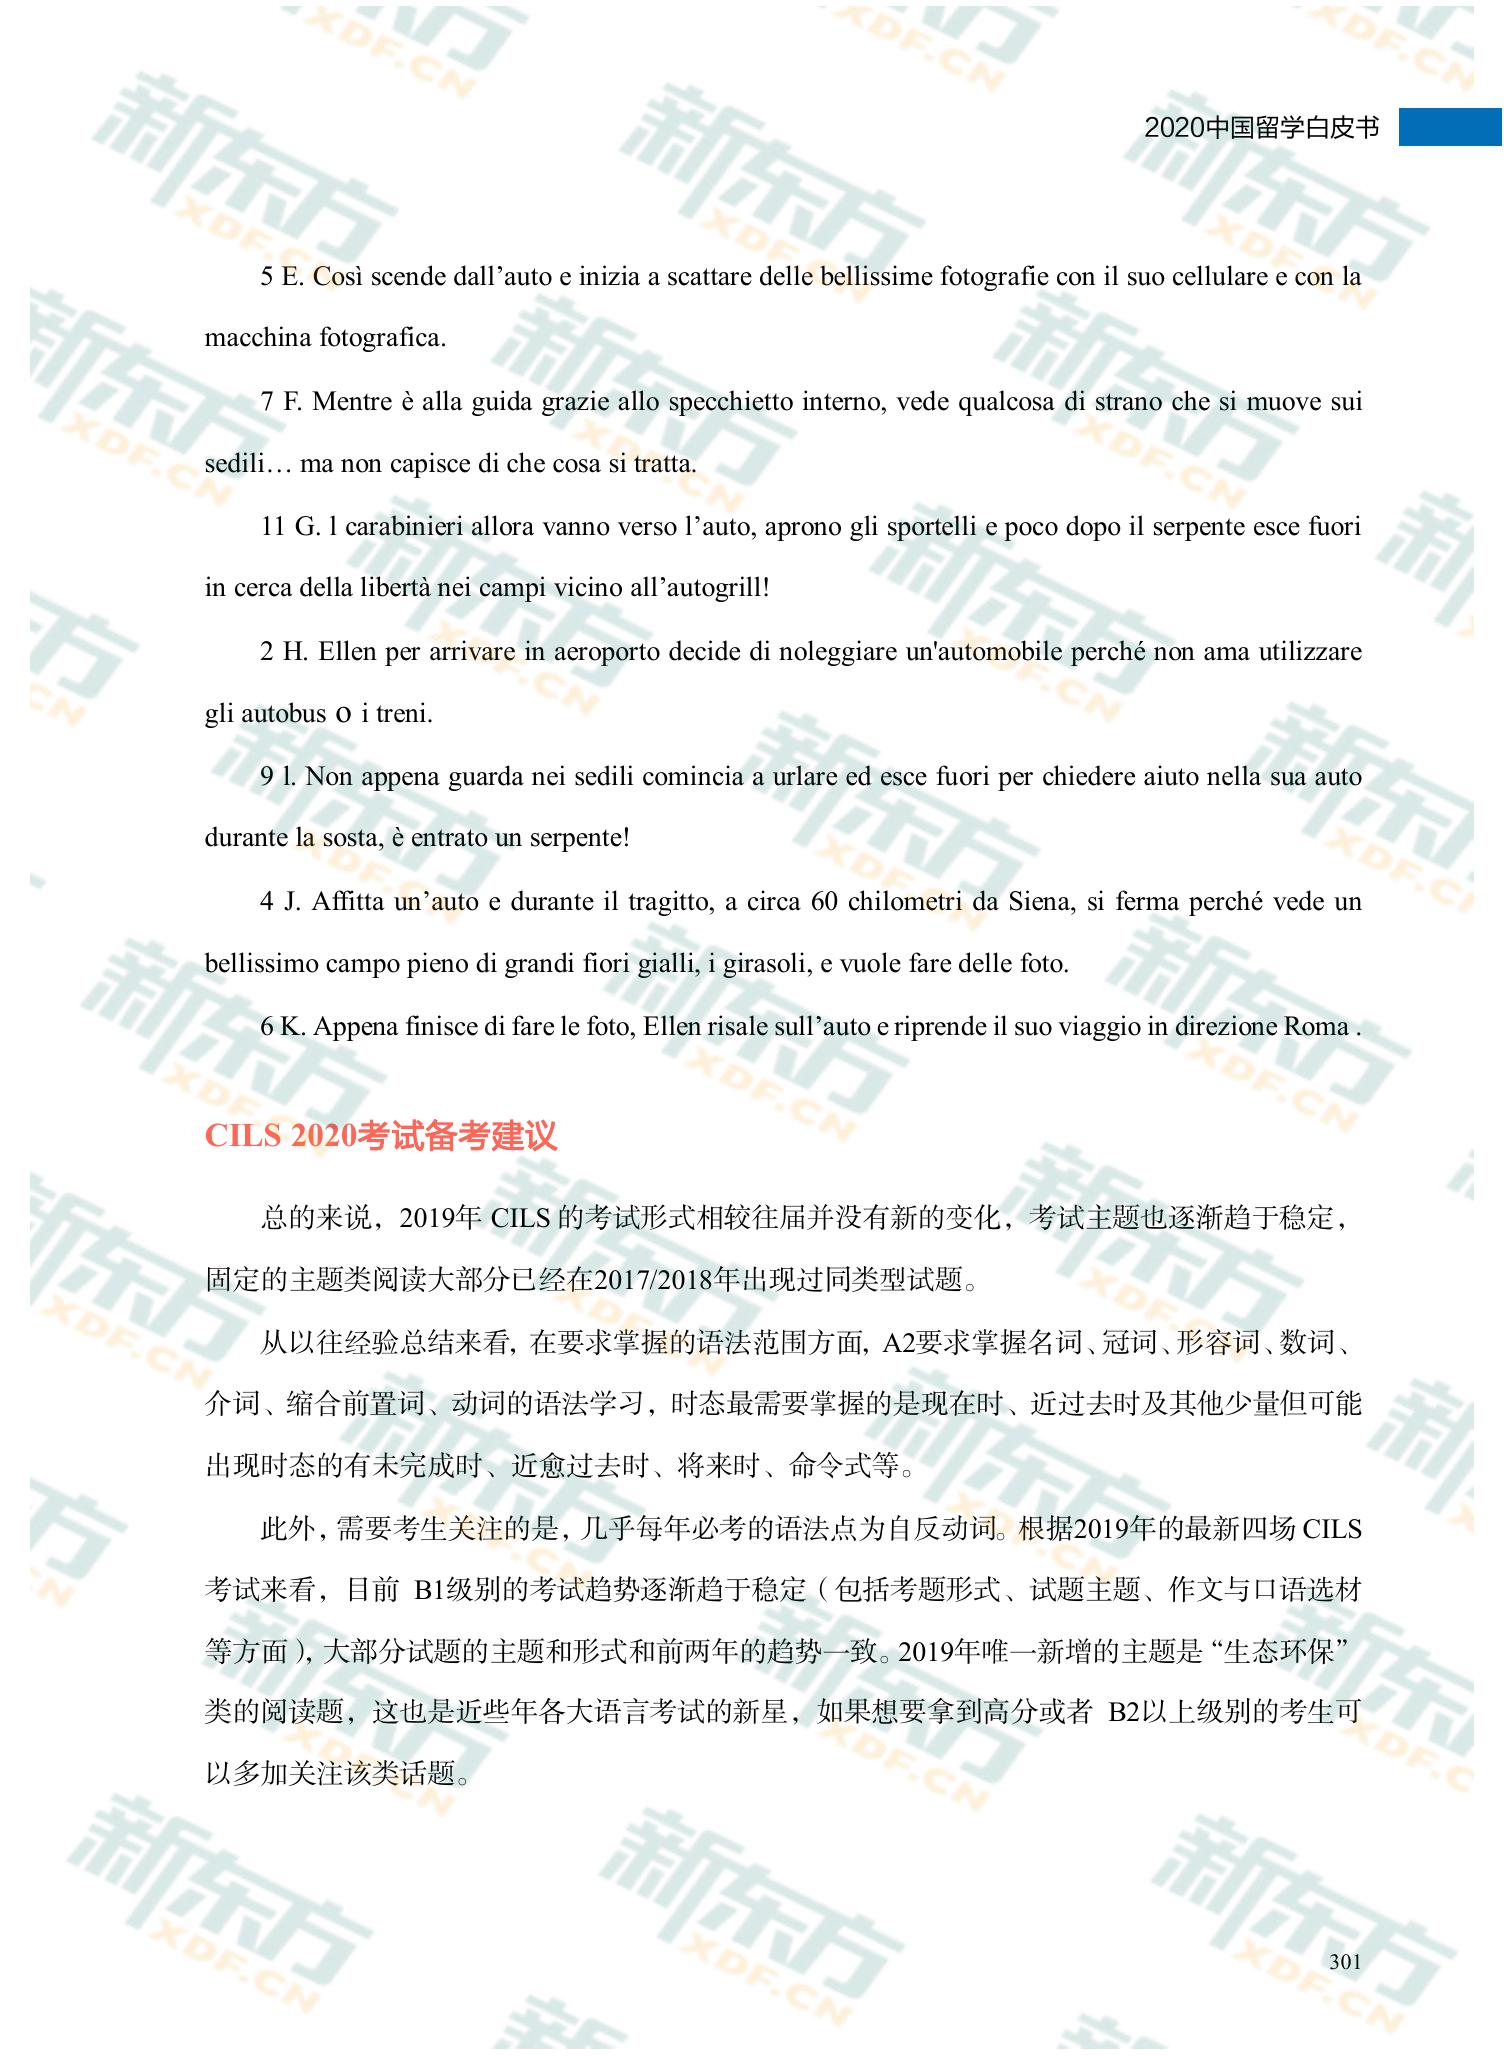 2020中国留学白皮书
5 E. Così scende dall’auto e inizia a scattare delle bellissime fotografie con il suo cellulare e con la
macchina fotografica.
7 F. Mentre è alla guida grazie allo specchietto interno, vede qualcosa di strano che si muove sui
sedili… ma non capisce di che cosa si tratta.
11 G. l carabinieri allora vanno verso l’auto, aprono gli sportelli e poco dopo il serpente esce fuori
in cerca della libertà nei campi vicino all’autogrill!
2 H. Ellen per arrivare in aeroporto decide di noleggiare un'automobile perché non ama utilizzare
gli autobus o i treni.
9 l. Non appena guarda nei sedili comincia a urlare ed esce fuori per chiedere aiuto nella sua auto
durante la sosta, è entrato un serpente!
4 J. Affitta un’auto e durante il tragitto, a circa 60 chilometri da Siena, si ferma perché vede un
bellissimo campo pieno di grandi fiori gialli, i girasoli, e vuole fare delle foto.
6 K. Appena finisce di fare le foto, Ellen risale sull’auto e riprende il suo viaggio in direzione Roma .
CILS 2020考试备考建议
总的来说，2019年 CILS 的考试形式相较往届并没有新的变化，考试主题也逐渐趋于稳定，
固定的主题类阅读大部分已经在2017/2018年出现过同类型试题。
从以往经验总结来看，在要求掌握的语法范围方面，A2要求掌握名词、冠词、形容词、数词、
介词、缩合前置词、动词的语法学习，时态最需要掌握的是现在时、近过去时及其他少量但可能
出现时态的有未完成时、近愈过去时、将来时、命令式等。
此外，需要考生关注的是，几乎每年必考的语法点为自反动词。根据2019年的最新四场 CILS
考试来看，目前 B1级别的考试趋势逐渐趋于稳定（包括考题形式、试题主题、作文与口语选材
等方面），大部分试题的主题和形式和前两年的趋势一致。2019年唯一新增的主题是“生态环保”
类的阅读题，这也是近些年各大语言考试的新星，如果想要拿到高分或者 B2以上级别的考生可
以多加关注该类话题。
301
新东方
XDF.CN